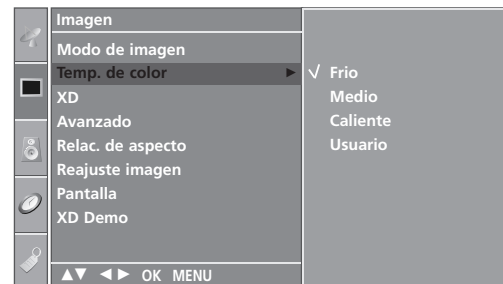 Imagen
Modo de imagen
Temp. de color ►
XD
Avanzado
Relac. de aspecto
Reajuste imagen
Pantalla
XD Demo
√ Frio
Medio
Caliente
Usuario
▲▼ ◄► OK MENU